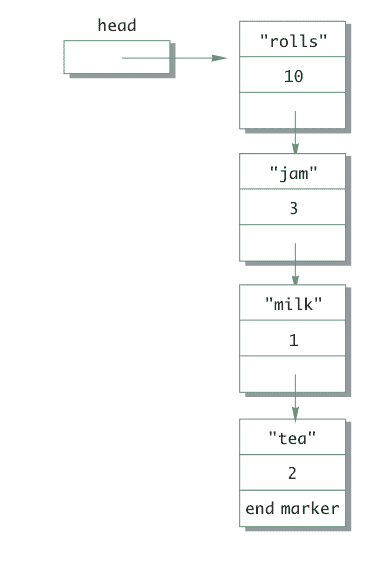 head
"rolls"
10
"jam"
3
"milk"
1
"tea"
2
end marker